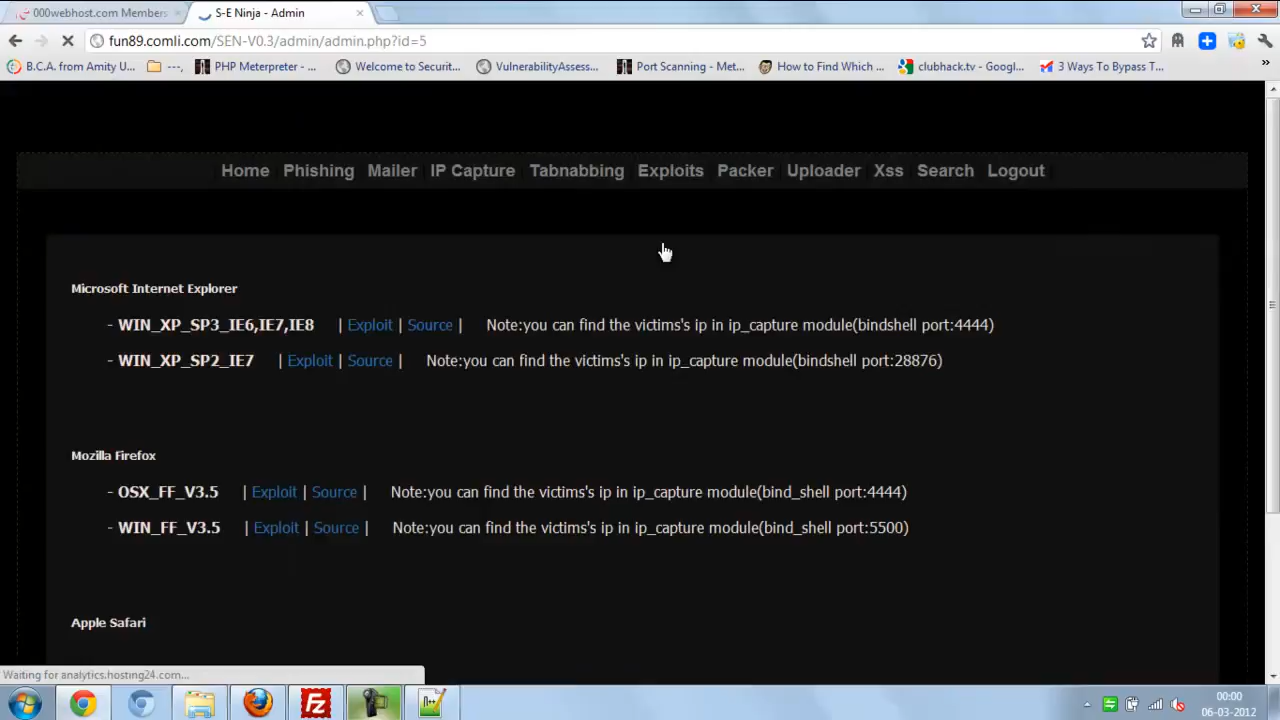 000webhost.com Members
S-E Ninja - Admin
fun89.comli.com/SEN-V0.3/admin/admin.php?id=5
B.C.A. from Amity U...
---,
PHP Meterpreter - ...
Welcome to Securit...
VulnerabilityAssess...
Port Scanning - Met...
How to Find Which ...
clubhack.tv - Googl...
3 Ways To Bypass T...
»
Home Phishing Mailer IP Capture Tabnabbing Exploits Packer Uploader Xss Search Logout
Microsoft Internet Explorer
- WIN_XP_SP3_IE6,IE7,IE8 | Exploit | Source | Note:you can find the victims's ip in ip_capture module(bindshell port:4444)
- WIN_XP_SP2_IE7 | Exploit | Source | Note:you can find the victims's ip in ip_capture module(bindshell port:28876)
Mozilla Firefox
- OSX_FF_V3.5 | Exploit | Source | Note:you can find the victims's ip in ip_capture module(bind_shell port:4444)
- WIN_FF_V3.5 | Exploit | Source | Note:you can find the victims's ip in ip_capture module(bind_shell port:5500)
Apple Safari
Waiting for analytics.hosting24.com...
00:00
06-03-2012